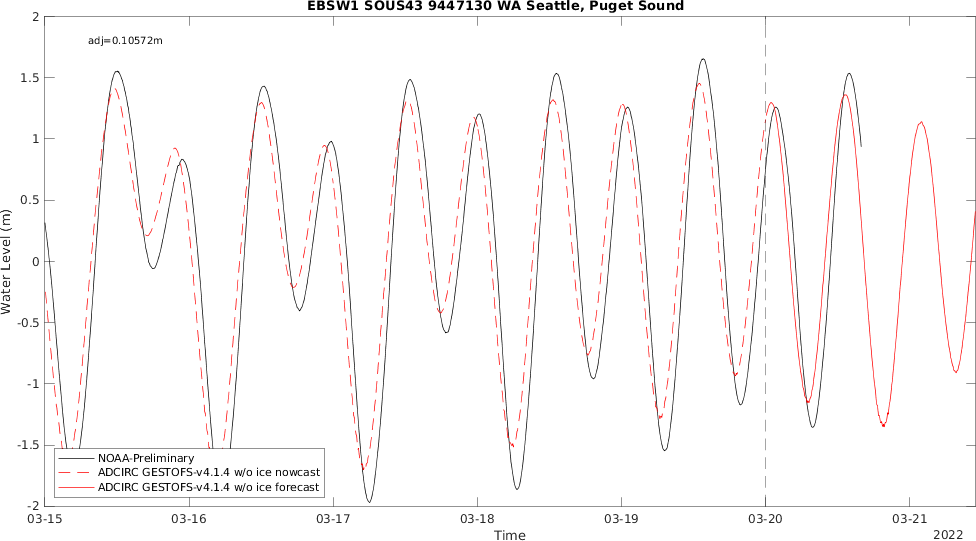 EBSW1 SOUS43 9447130 WA Seattle, Puget Sound
adj=0.10572m
2
1.5
1
0.5
0
-0.5
-1
-1.5
-2
Water Level (m)
NOAA-Preliminary
ADCIRC GESTOFS-v4.1.4 w/o ice nowcast
ADCIRC GESTOFS-v4.1.4 w/o ice forecast
03-15 03-16 03-17 03-18 03-19 03-20 03-21
Time
2022